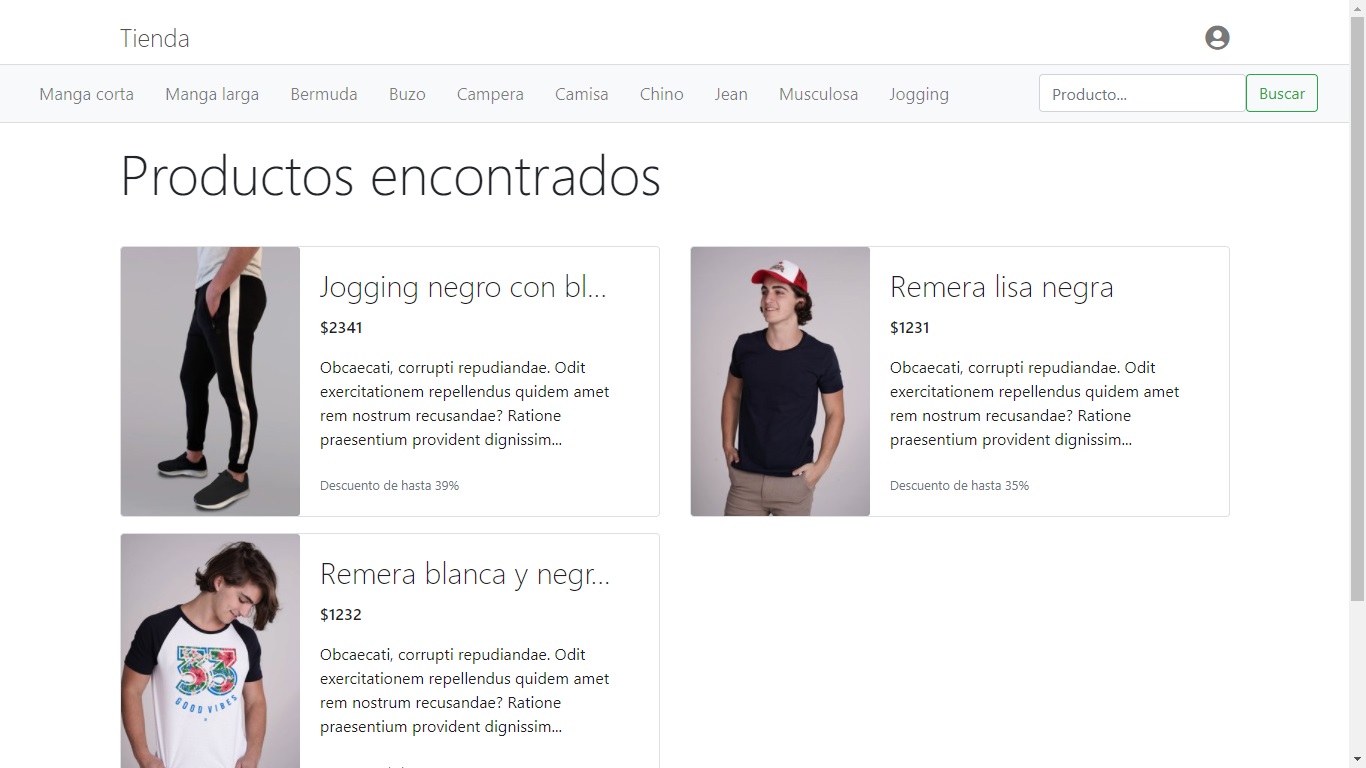 Tienda
Manga corta Manga larga Bermuda Buzo Campera Camisa Chino Jean Musculosa Jogging Producto... Buscar
Productos encontrados
Jogging negro con bl...
$2341
Obcaecati, corrupti repudiandae. Odit
exercitationem repellendus quidem amet
rem nostrum recusandae? Ratione
praesentium provident dignissim...
Descuento de hasta 39%
Remera lisa negra
$1231
Obcaecati, corrupti repudiandae. Odit
exercitationem repellendus quidem amet
rem nostrum recusandae? Ratione
praesentium provident dignissim...
Descuento de hasta 35%
33
GOOD VIBES
Remera blanca y negr...
$1232
Obcaecati, corrupti repudiandae. Odit
exercitationem repellendus quidem amet
rem nostrum recusandae? Ratione
praesentium provident dignissim...